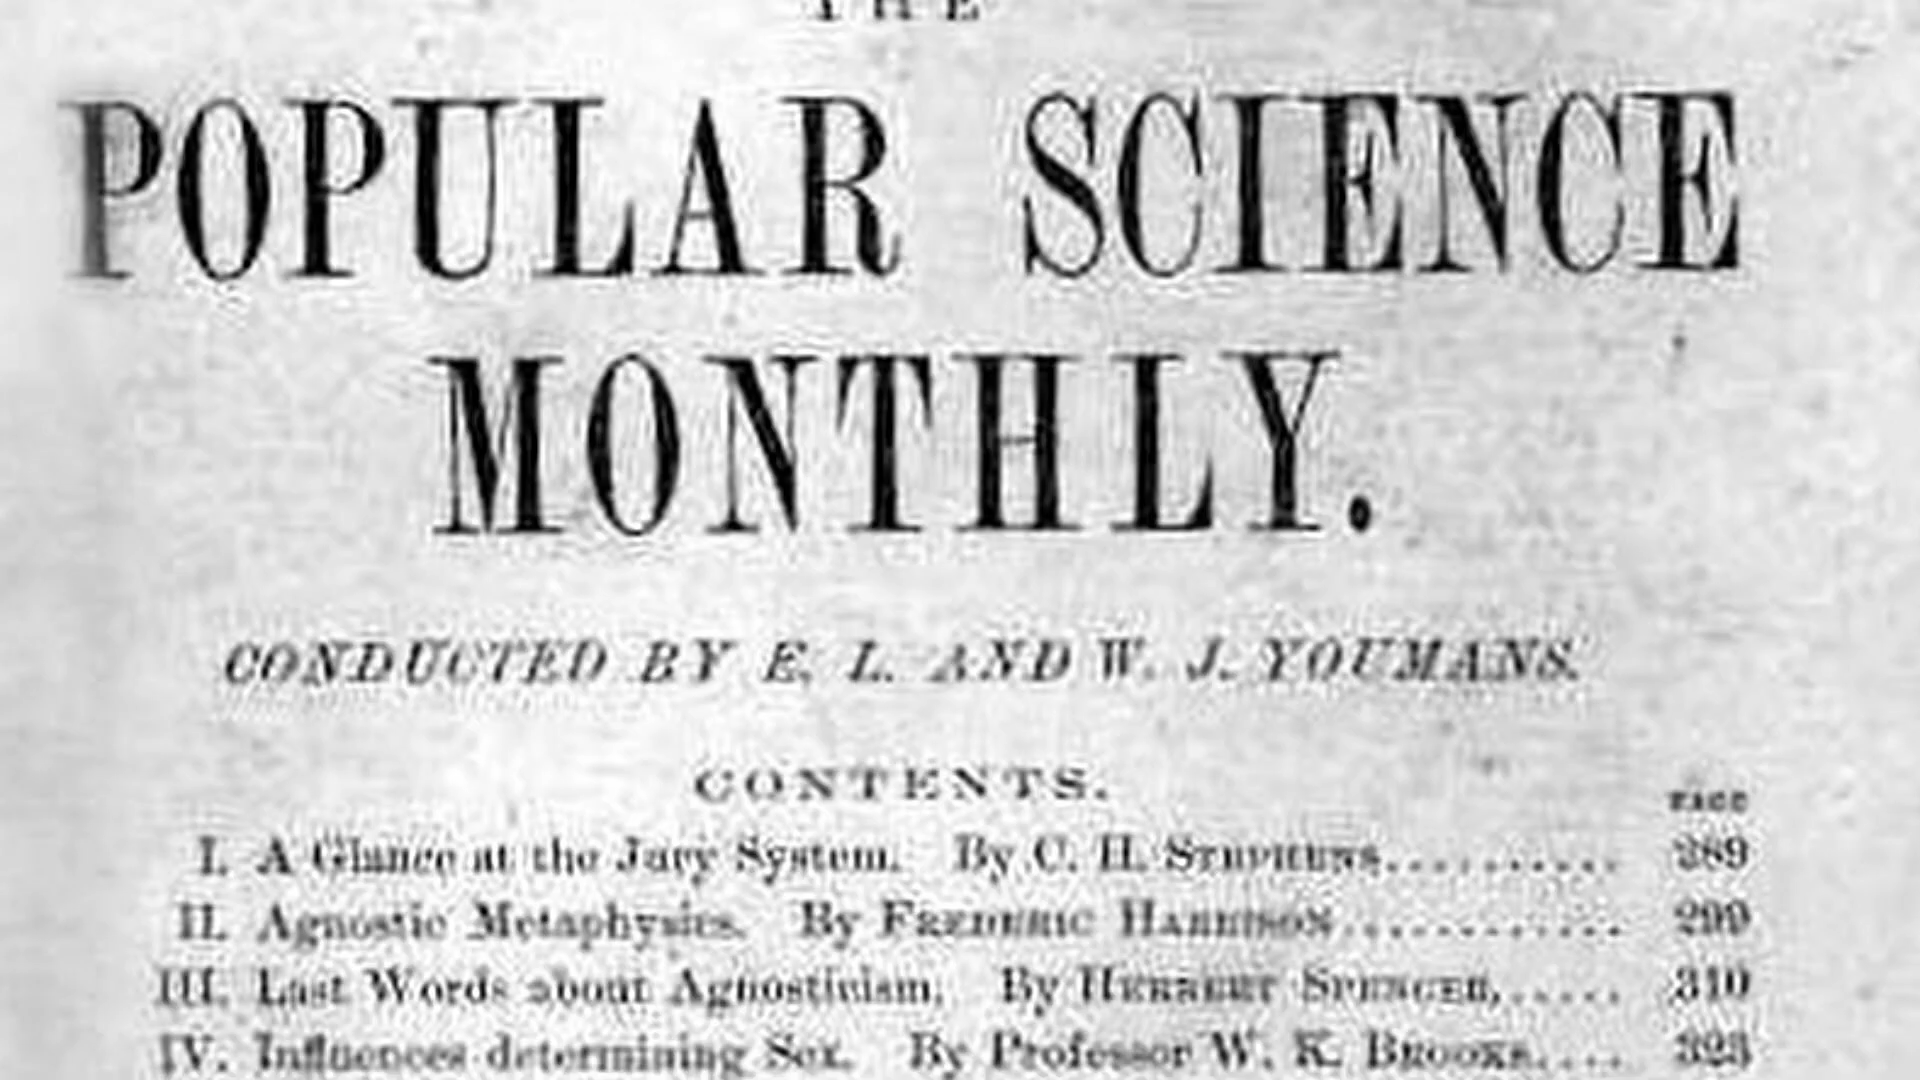 THE
POPULAR SCIENCE
MONTHLY.
CONDUCTED BY E. L. AND W. J. YOUMANS.
CONTENTS.
PAGE
I. A Glance at the Jury System. By C. H. STEPHENS.......... 289
II. Agnostic Metaphysics. By FREDERIC HARRISON............ 299
III. Last Words about Agnosticism. By HERBERT SPENCER,..... 310
IV. Influences determining Sex. By Professor W. K. BROOKS.... 323